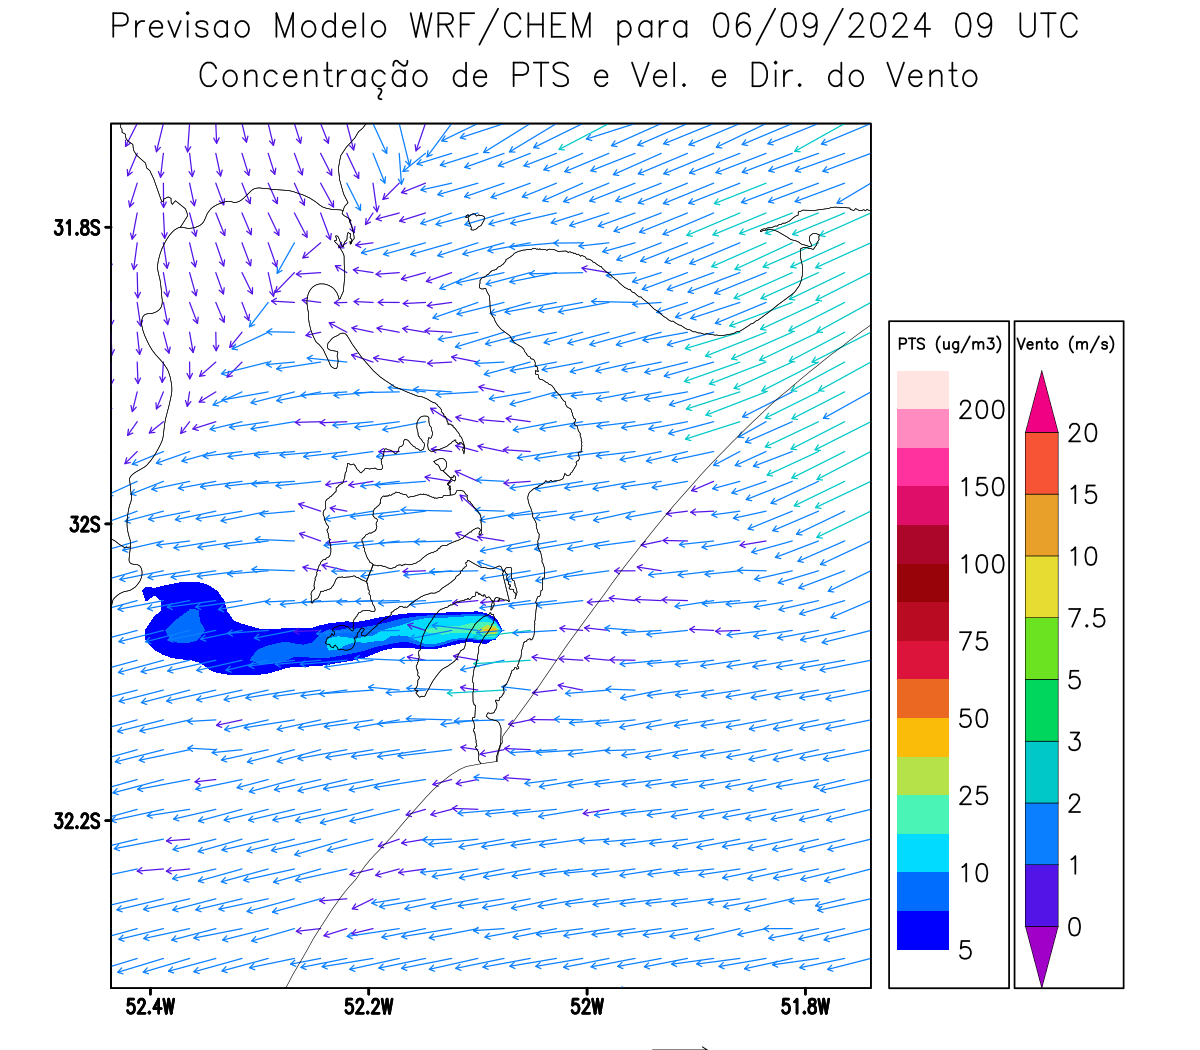 Previsao Modelo WRF/CHEM para 06/09/2024 09 UTC
Concentração de PTS e Vel. e Dir. do Vento
31.8S
32S
32.2S
52.4W
52.2W
52W
51.8W
PTS (ug/m3)
200
150
100
75
50
25
10
5
Vento (m/s)
20
15
10
7.5
5
3
2
1
0